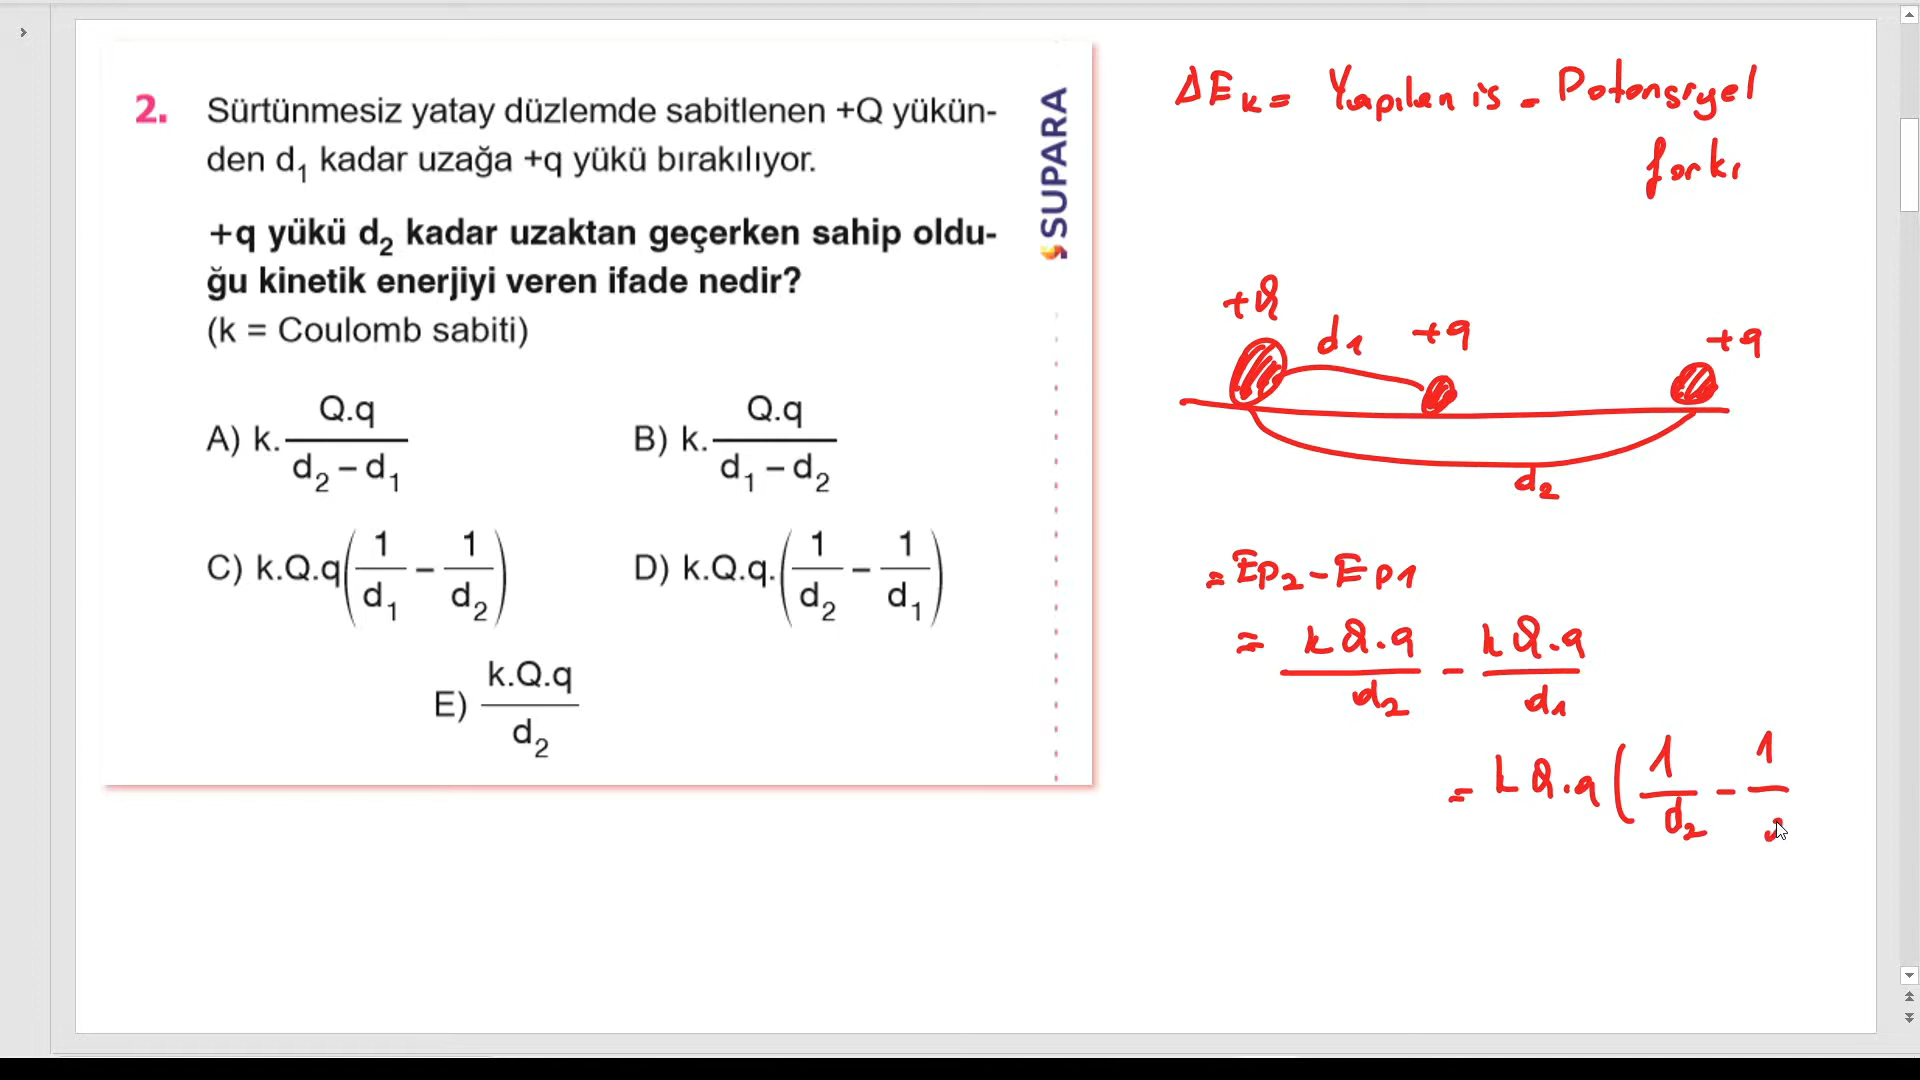 2. Sürtünmesiz yatay düzlemde sabitlenen +Q yükün-
den d₁ kadar uzağa +q yükü bırakılıyor.
+q yükü d₂ kadar uzaktan geçerken sahip oldu-
ğu kinetik enerjiyi veren ifade nedir?
(k = Coulomb sabiti)
A) k. Q.q / d₂ – d₁
B) k. Q.q / d₁ – d₂
C) k.Q.q(1/d₁ – 1/d₂)
D) k.Q.q.(1/d₂ – 1/d₁)
E) k.Q.q / d₂
SUPARA
ΔEk = Yapılan is = Potansiyel
farkı
+Q
d₁
+q
+q
d₂
= Ep₂ - Ep₁
= kQ.q / d₂ - kQ.q / d₁
= kQ.q (1/d₂ - 1/